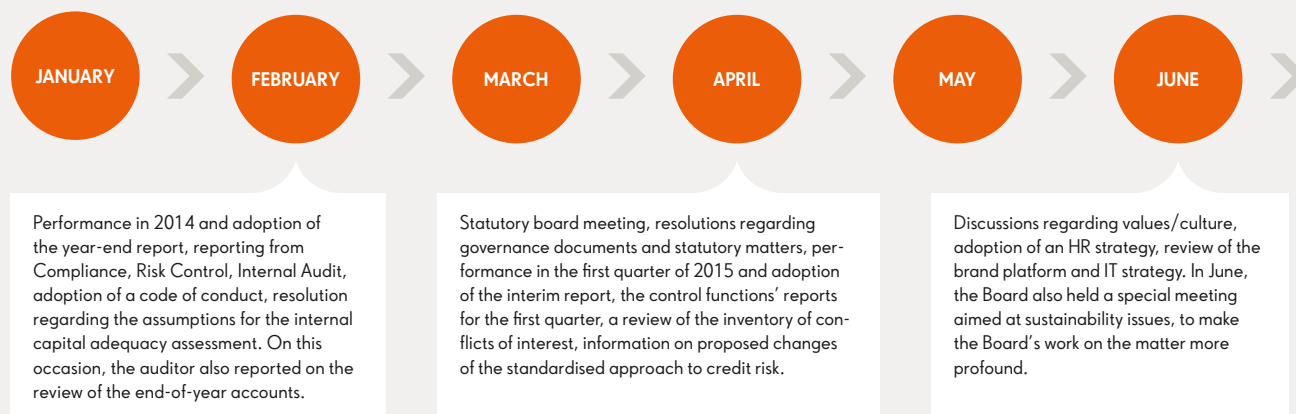 JANUARY
FEBRUARY
MARCH
APRIL
MAY
JUNE
Performance in 2014 and adoption of
the year-end report, reporting from
Compliance, Risk Control, Internal Audit,
adoption of a code of conduct, resolution
regarding the assumptions for the internal
capital adequacy assessment. On this
occasion, the auditor also reported on the
review of the end-of-year accounts.
Statutory board meeting, resolutions regarding
governance documents and statutory matters, per-
formance in the first quarter of 2015 and adoption
of the interim report, the control functions’ reports
for the first quarter, a review of the inventory of con-
flicts of interest, information on proposed changes
of the standardised approach to credit risk.
Discussions regarding values/culture,
adoption of an HR strategy, review of the
brand platform and IT strategy. In June,
the Board also held a special meeting
aimed at sustainability issues, to make
the Board’s work on the matter more
profound.